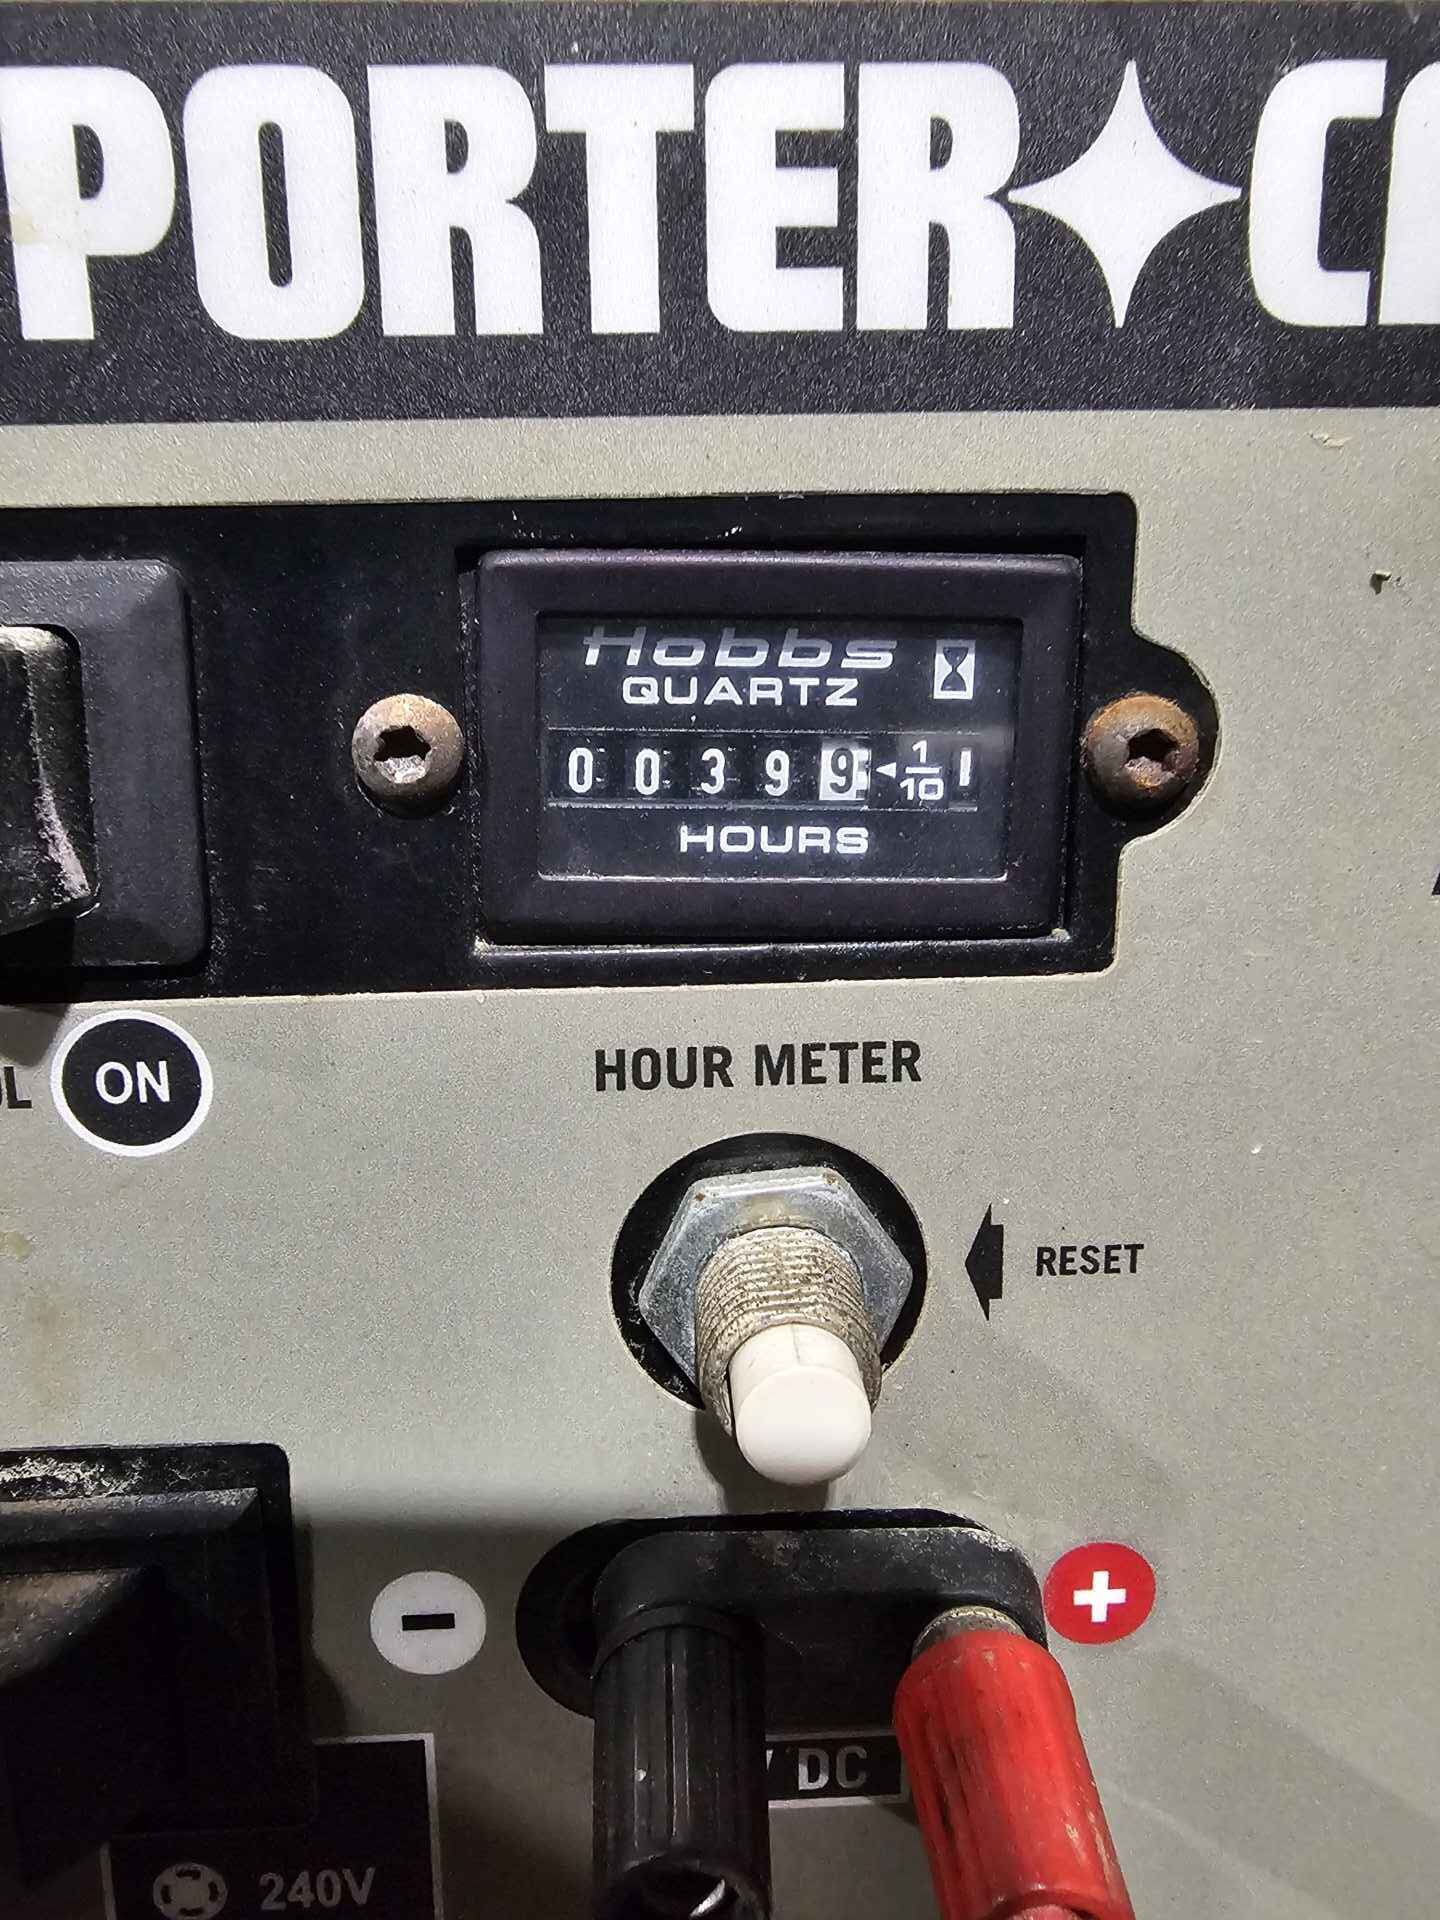 PORTER
Hobbs
QUARTZ
0 0 3 9 9 1/10
HOURS
ON
HOUR METER
RESET
DC
240V